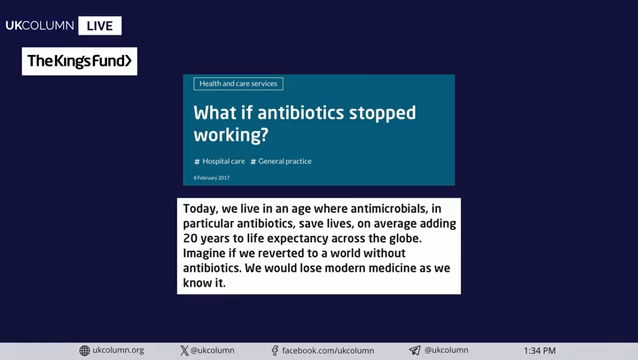 UKCOLUMN LIVE
The King's Fund>
Health and care services
What if antibiotics stopped
working?
# Hospital care # General practice
8 February 2017
Today, we live in an age where antimicrobials, in
particular antibiotics, save lives, on average adding
20 years to life expectancy across the globe.
Imagine if we reverted to a world without
antibiotics. We would lose modern medicine as we
know it.
ukcolumn.org @ukcolumn facebook.com/ukcolumn @ukcolumn 1:34 PM